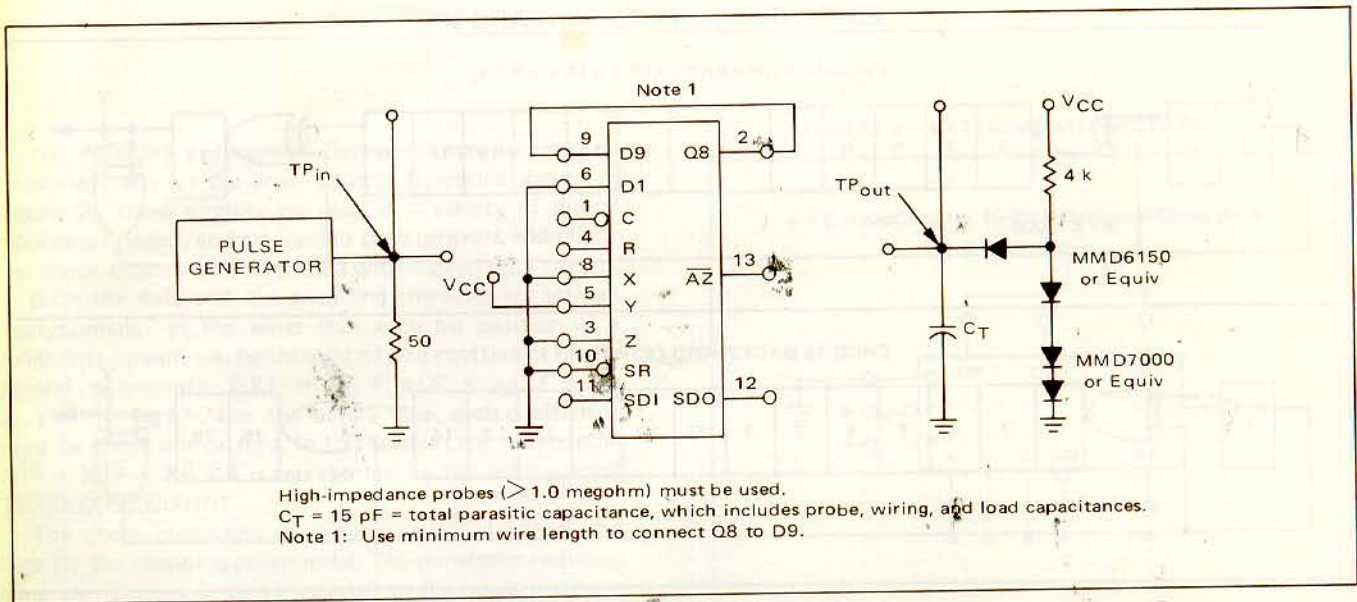 Note 1
9 D9 Q8 2
6 D1
TPin
1 C
4 R
PULSE
GENERATOR
8 X
AZ 13
VCC
5 Y
3 Z
50
10 SR
11 SDI SDO 12
VCC
4 k
TPout
MMD6150
or Equiv
CT
MMD7000
or Equiv
High-impedance probes (> 1.0 megohm) must be used.
CT = 15 pF = total parasitic capacitance, which includes probe, wiring, and load capacitances.
Note 1: Use minimum wire length to connect Q8 to D9.